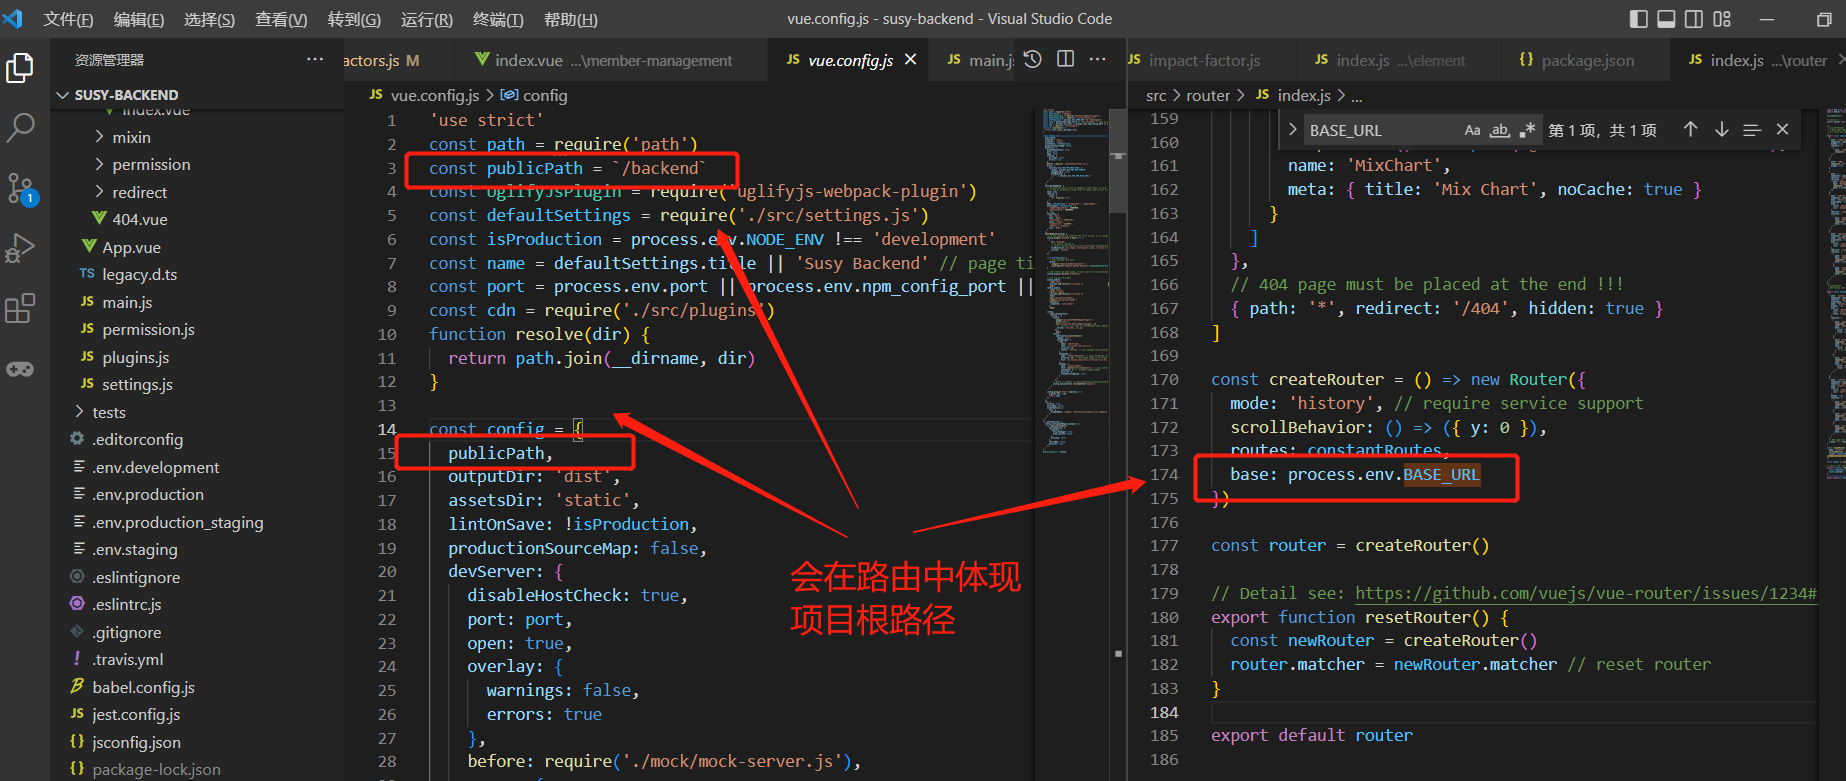 文件(F) 编辑(E) 选择(S) 查看(V) 转到(G) 运行(R) 终端(T) 帮助(H)
vue.config.js - susy-backend - Visual Studio Code
资源管理器
SUSY-BACKEND
index.vue
mixin
permission
redirect
404.vue
App.vue
TS legacy.d.ts
JS main.js
JS permission.js
JS plugins.js
JS settings.js
tests
.editorconfig
.env.development
.env.production
.env.production_staging
.env.staging
.eslintignore
.eslintrc.js
.gitignore
.travis.yml
babel.config.js
JS jest.config.js
jsconfig.json
package-lock.json
1
actors.js M
index.vue ...\member-management
JS vue.config.js
JS main.js
JS vue.config.js > config
1 'use strict'
2 const path = require('path')
3 const publicPath = `/backend`
4 const UglifyJsPlugin = require('uglifyjs-webpack-plugin')
5 const defaultSettings = require('./src/settings.js')
6 const isProduction = process.env.NODE_ENV !== 'development'
7 const name = defaultSettings.title || 'Susy Backend' // page ti
8 const port = process.env.port || process.env.npm_config_port ||
9 const cdn = require('./src/plugins')
10 function resolve(dir) {
11 return path.join(__dirname, dir)
12 }
13
14 const config = {
15 publicPath,
16 outputDir: 'dist',
17 assetsDir: 'static',
18 lintOnSave: !isProduction,
19 productionSourceMap: false,
20 devServer: {
21 disableHostCheck: true,
22 port: port,
23 open: true,
24 overlay: {
25 warnings: false,
26 errors: true
27 },
28 before: require('./mock/mock-server.js'),
会在路由中体现
项目根路径
JS impact-factor.js
JS index.js ...\element
{} package.json
JS index.js ...\router
src > router > JS index.js > ...
BASE_URL Aa ab, .* 第 1 项，共 1 项
159
160
161 name: 'MixChart',
162 meta: { title: 'Mix Chart', noCache: true }
163 }
164 ]
165 },
166 // 404 page must be placed at the end !!!
167 { path: '*', redirect: '/404', hidden: true }
168 ]
169
170 const createRouter = () => new Router({
171 mode: 'history', // require service support
172 scrollBehavior: () => ({ y: 0 }),
173 routes: constantRoutes,
174 base: process.env.BASE_URL
175 })
176
177 const router = createRouter()
178
179 // Detail see: https://github.com/vuejs/vue-router/issues/1234#
180 export function resetRouter() {
181 const newRouter = createRouter()
182 router.matcher = newRouter.matcher // reset router
183 }
184
185 export default router
186